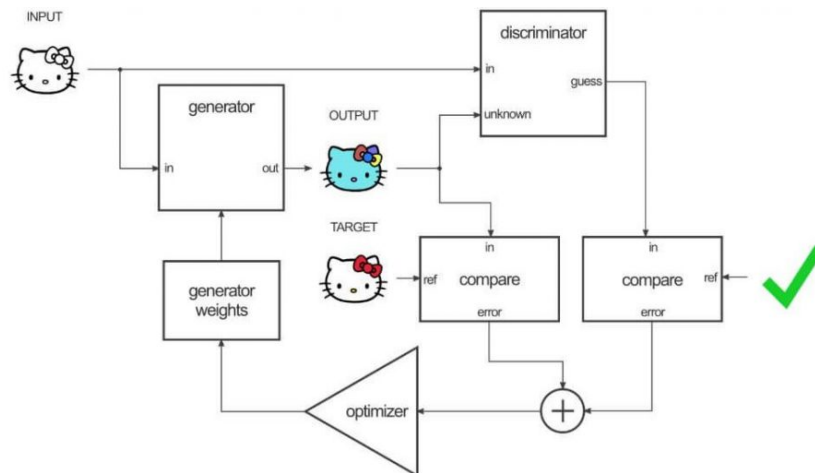 INPUT
discriminator
in
guess
generator
OUTPUT
unknown
in
out
TARGET
in
in
ref
compare
compare
ref
generator
weights
error
error
optimizer
+